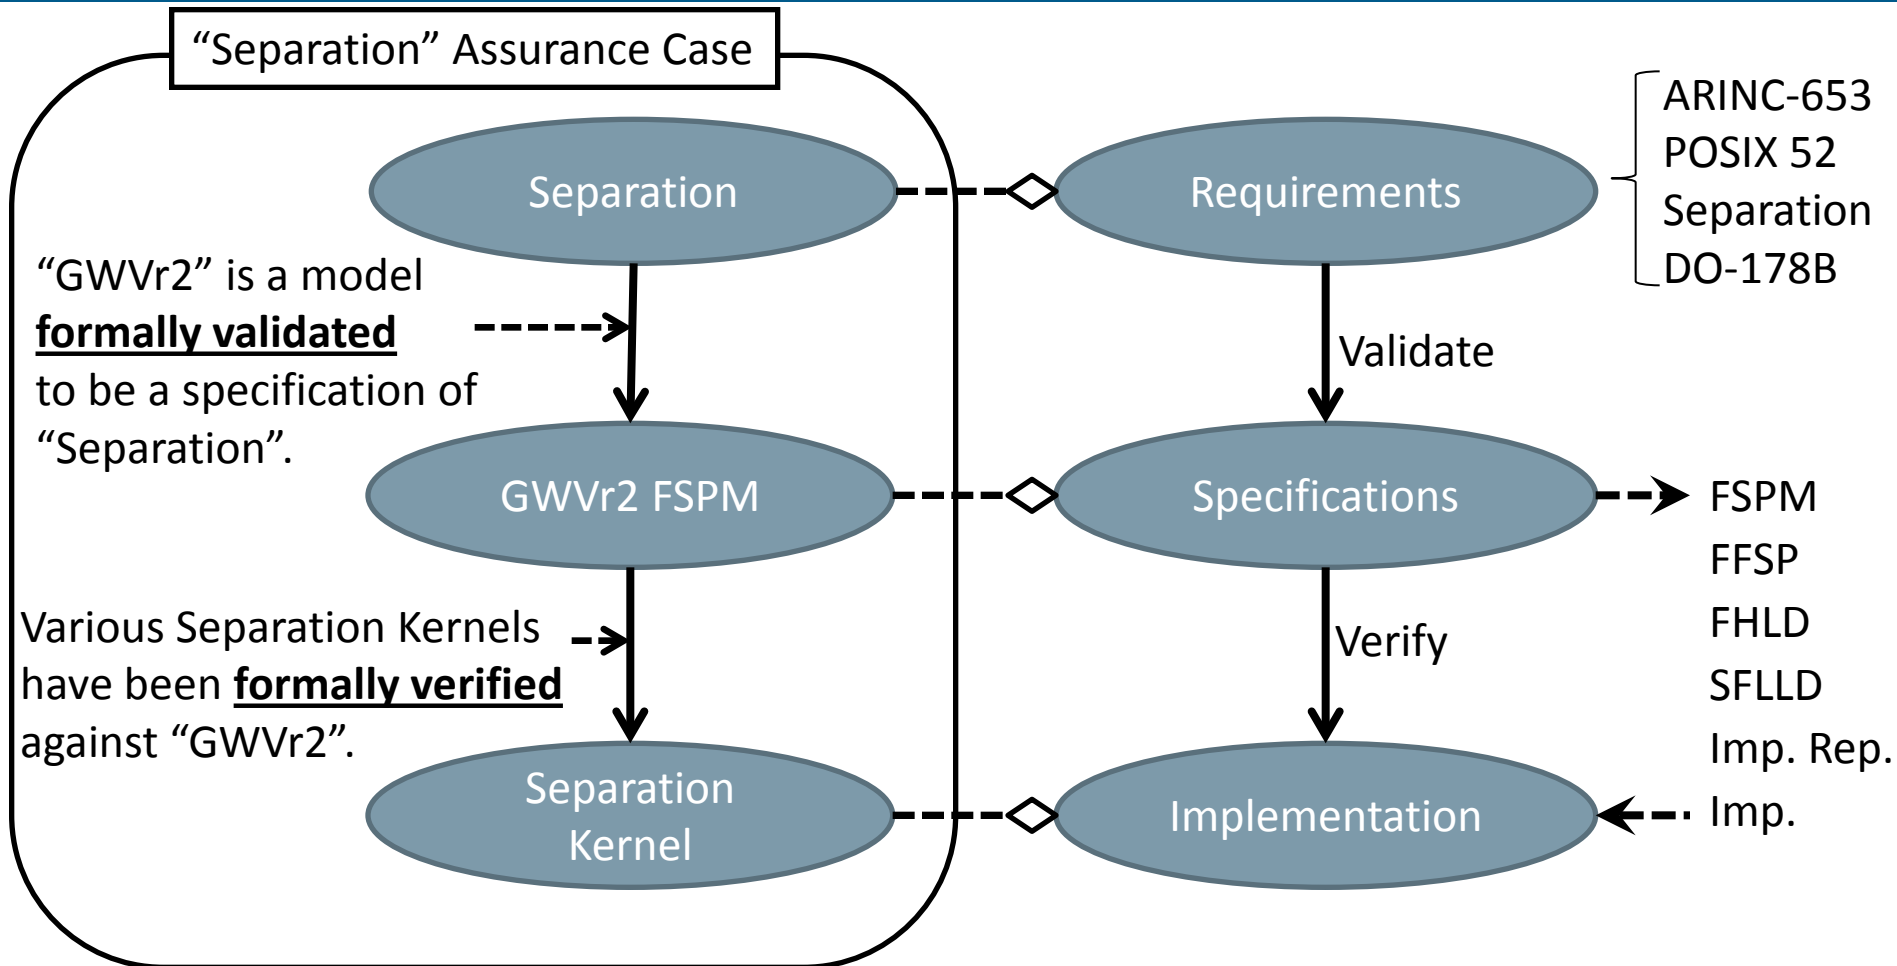 “Separation” Assurance Case
Separation
Requirements
ARINC-653
POSIX 52
Separation
DO-178B
“GWVr2” is a model
formally validated
to be a specification of
“Separation”.
Validate
GWVr2 FSPM
Specifications
FSPM
FFSP
FHLD
SFLLD
Imp. Rep.
Imp.
Various Separation Kernels
have been formally verified
against “GWVr2”.
Verify
Separation
Kernel
Implementation